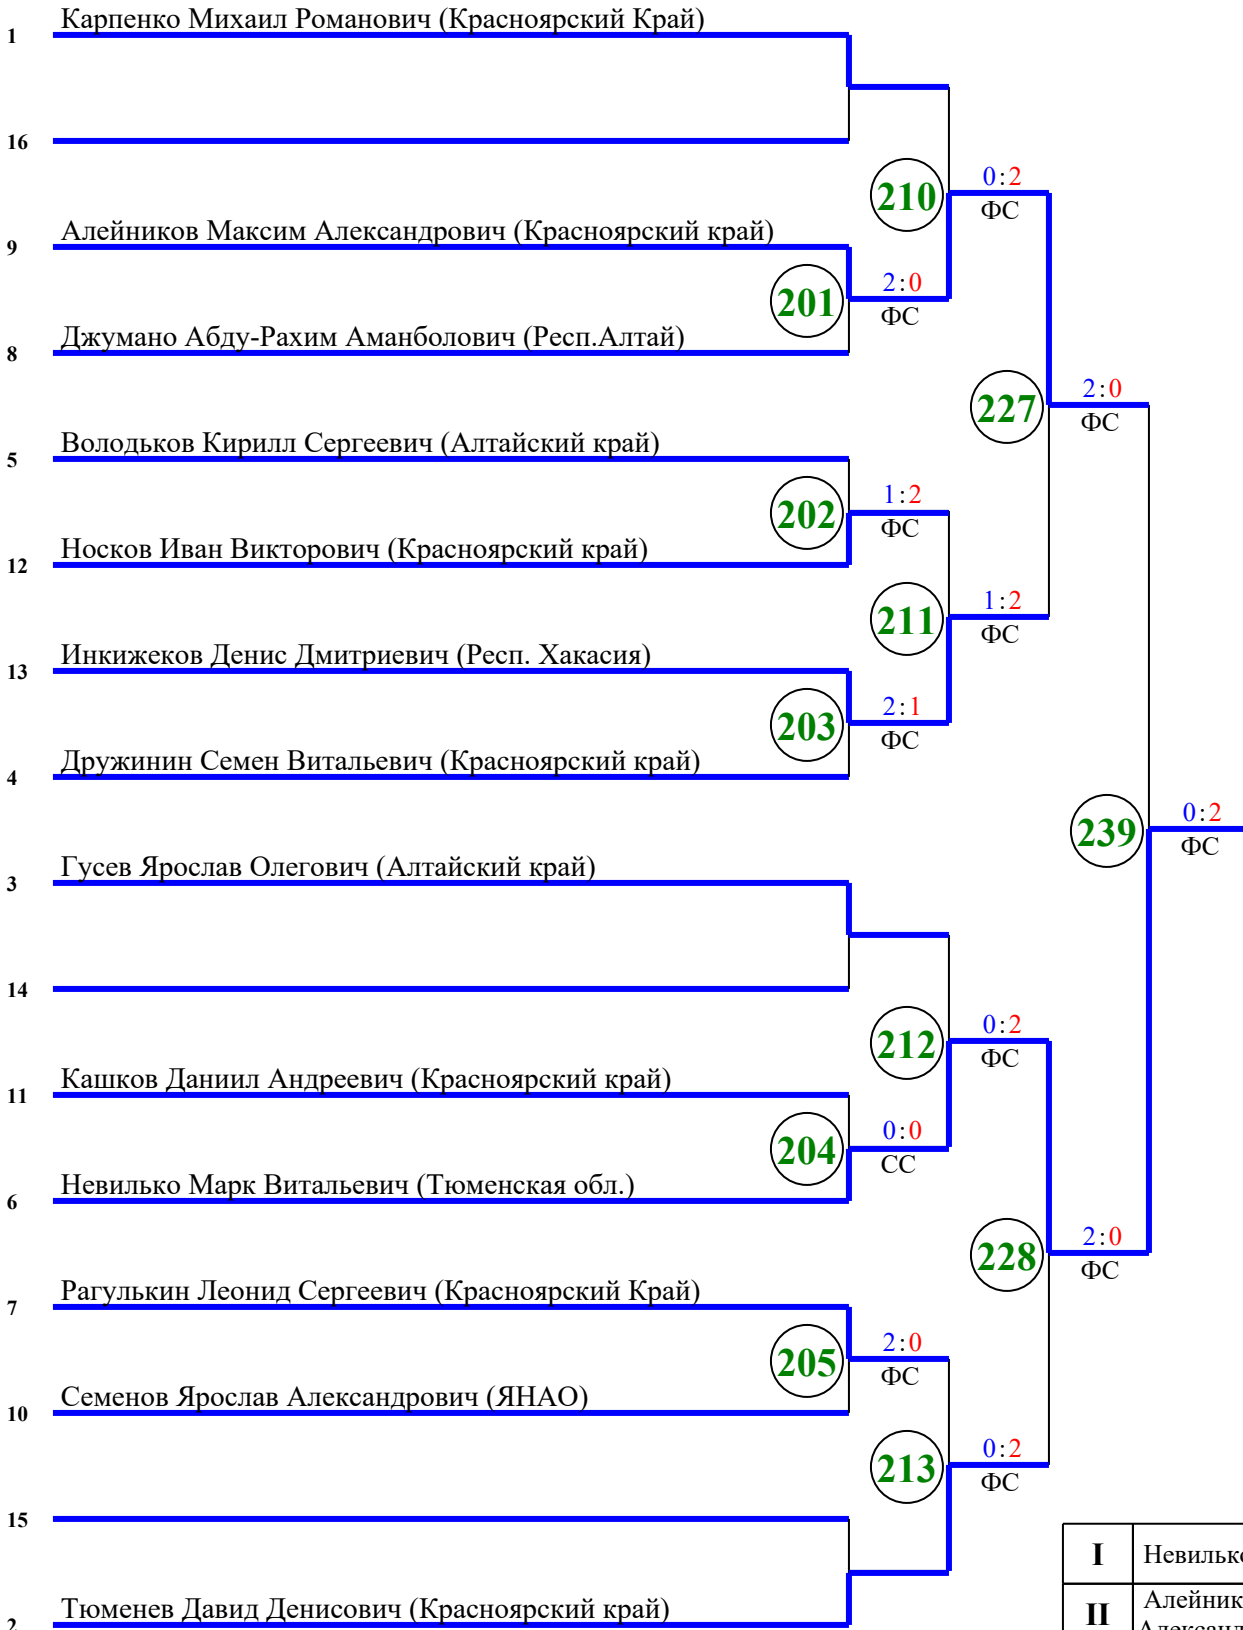 Карпенко Михаил Романович (Красноярский Край)
1
16
210
0:2
ФС
Алейников Максим Александрович (Красноярский край)
9
201
2:0
ФС
Джумано Абду-Рахим Аманболович (Респ.Алтай)
8
227
2:0
ФС
Володьков Кирилл Сергеевич (Алтайский край)
5
202
1:2
ФС
Носков Иван Викторович (Красноярский край)
12
211
1:2
ФС
Инкижеков Денис Дмитриевич (Респ. Хакасия)
13
203
2:1
ФС
Дружинин Семен Витальевич (Красноярский край)
4
239
0:2
ФС
Гусев Ярослав Олегович (Алтайский край)
3
14
212
0:2
ФС
Кашков Даниил Андреевич (Красноярский край)
11
204
0:0
СС
Невилько Марк Витальевич (Тюменская обл.)
6
228
2:0
ФС
Рагулькин Леонид Сергеевич (Красноярский Край)
7
205
2:0
ФС
Семенов Ярослав Александрович (ЯНАО)
10
213
0:2
ФС
15
I Невилько
Тюменев Давид Денисович (Красноярский край)
2
II Алейник
Александ